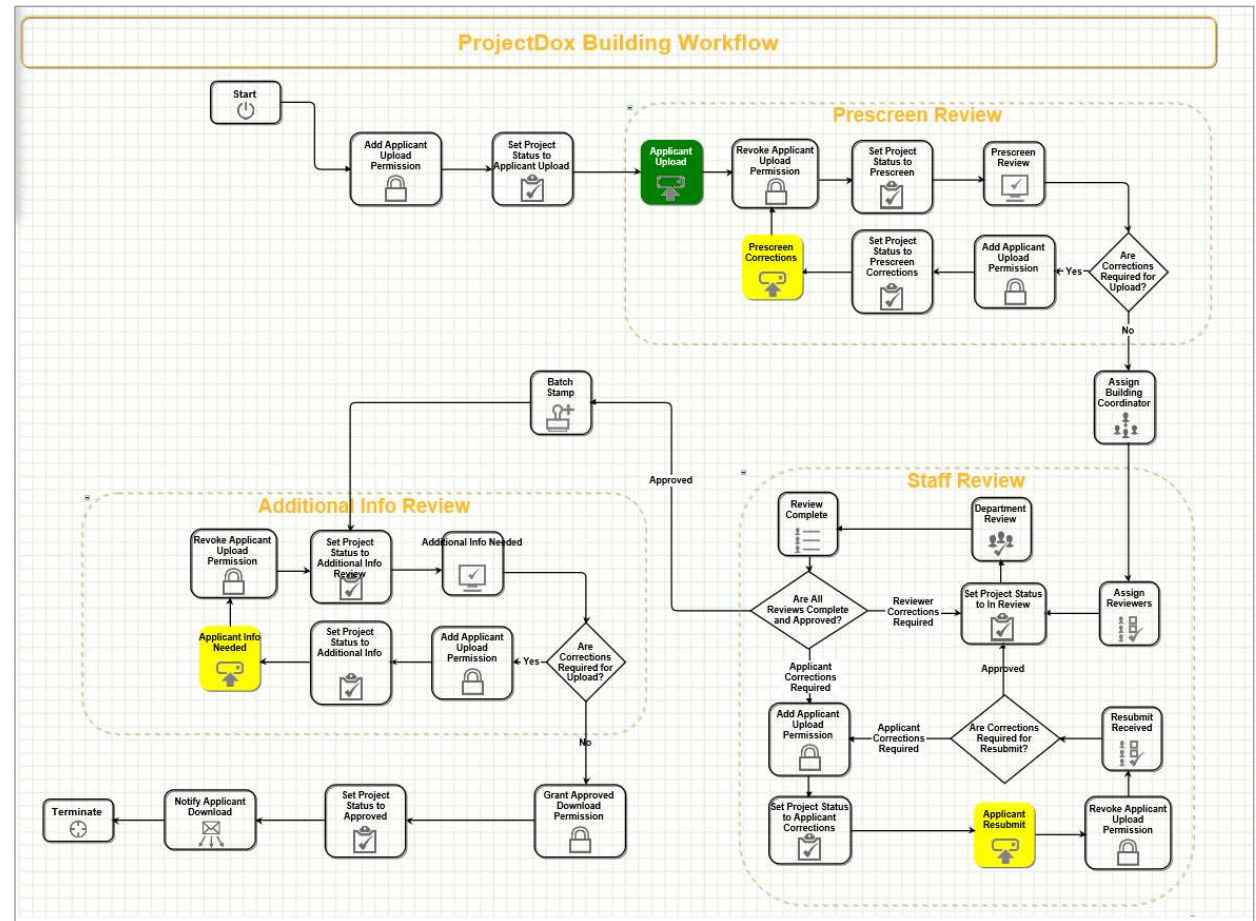 ProjectDox Building Workflow
Start
Add Applicant
Upload
Permission
Set Project
Status to
Applicant Upload
Prescreen Review
Applicant
Upload
Revoke Applicant
Upload
Permission
Set Project
Status to
Prescreen
Prescreen
Review
Are
Corrections
Required for
Upload?
Yes
Add Applicant
Upload
Permission
Set Project
Status to
Prescreen
Corrections
Prescreen
Corrections
No
Assign
Building
Coordinator
Staff Review
Assign
Reviewers
Set Project Status
to In Review
Department
Review
Review
Complete
Are All
Reviews Complete
and Approved?
Reviewer
Corrections
Required
Applicant
Corrections
Required
Add Applicant
Upload
Permission
Set Project Status
to Applicant
Corrections
Applicant
Resubmit
Revoke Applicant
Upload
Permission
Resubmit
Received
Are Corrections
Required for
Resubmit?
Approved
Applicant
Corrections
Required
Approved
Batch
Stamp
Additional Info Review
Revoke Applicant
Upload
Permission
Set Project
Status to
Additional Info
Review
Additional Info Needed
Are
Corrections
Required for
Upload?
Yes
Add Applicant
Upload
Permission
Set Project
Status to
Additional Info
Applicant Info
Needed
No
Grant Approved
Download
Permission
Set Project
Status to
Approved
Notify Applicant
Download
Terminate